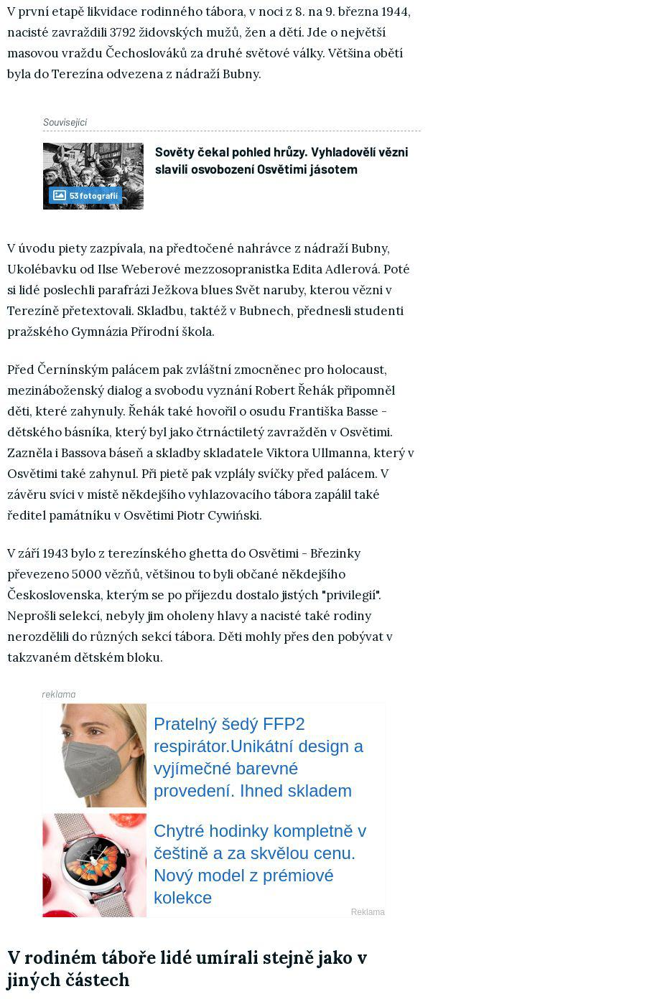 V první etapě likvidace rodinného tábora, v noci z 8. na 9. března 1944,
nacisté zavraždili 3792 židovských mužů, žen a dětí. Jde o největší
masovou vraždu Čechoslováků za druhé světové války. Většina obětí
byla do Terezína odvezena z nádraží Bubny.
Související
Sověty čekal pohled hrůzy. Vyhladovělí vězni
slavili osvobození Osvětimi jásotem
53 fotografií
V úvodu piety zazpívala, na předtočené nahrávce z nádraží Bubny,
Ukolébavku od Ilse Weberové mezzosopranistka Edita Adlerová. Poté
si lidé poslechli parafrázi Ježkova blues Svět naruby, kterou vězni v
Terezíně přetextovali. Skladbu, taktéž v Bubnech, přednesli studenti
pražského Gymnázia Přírodní škola.
Před Černínským palácem pak zvláštní zmocněnec pro holocaust,
mezináboženský dialog a svobodu vyznání Robert Řehák připomněl
děti, které zahynuly. Řehák také hovořil o osudu Františka Basse -
dětského básníka, který byl jako čtrnáctiletý zavražděn v Osvětimi.
Zazněla i Bassova báseň a skladby skladatele Viktora Ullmanna, který v
Osvětimi také zahynul. Při pietě pak vzplály svíčky před palácem. V
závěru svíci v místě někdejšího vyhlazovacího tábora zapálil také
ředitel památníku v Osvětimi Piotr Cywiński.
V září 1943 bylo z terezínského ghetta do Osvětimi - Březinky
převezeno 5000 vězňů, většinou to byli občané někdejšího
Československa, kterým se po příjezdu dostalo jistých "privilegií".
Neprošli selekcí, nebyly jim oholeny hlavy a nacisté také rodiny
nerozdělili do různých sekcí tábora. Děti mohly přes den pobývat v
takzvaném dětském bloku.
reklama
Pratelný šedý FFP2
respirátor.Unikátní design a
vyjímečné barevné
provedení. Ihned skladem
Chytré hodinky kompletně v
češtině a za skvělou cenu.
Nový model z prémiové
kolekce
Reklama
V rodiném táboře lidé umírali stejně jako v
jiných částech